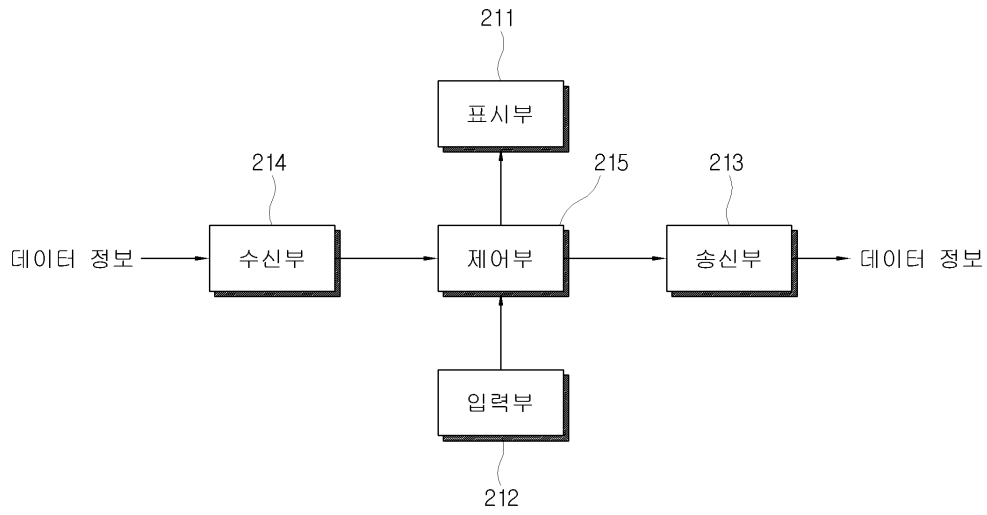 211
표시부
214
215
213
데이터 정보
수신부
제어부
송신부
데이터 정보
입력부
212